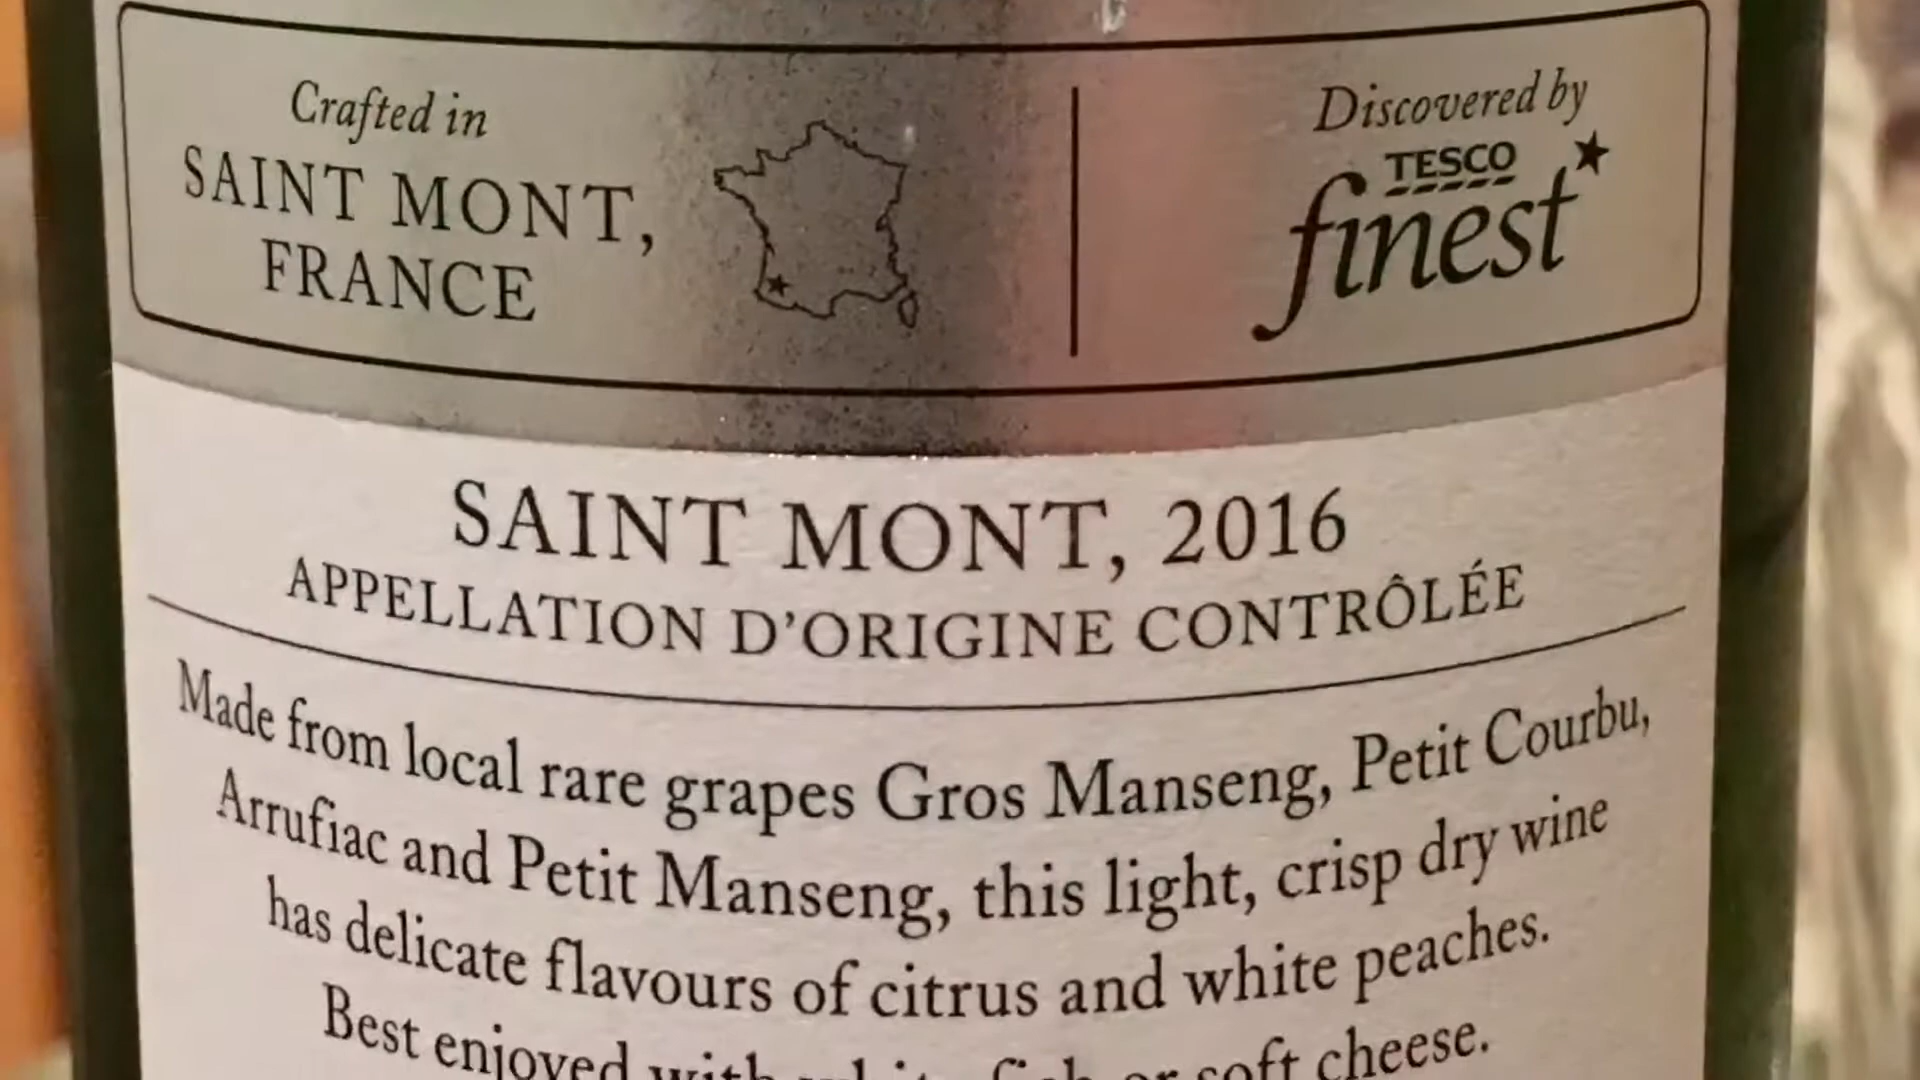 Crafted in
SAINT MONT,
FRANCE
Discovered by
TESCO
finest
SAINT MONT, 2016
APPELLATION D'ORIGINE CONTRÔLÉE
Made from local rare grapes Gros Manseng, Petit Courbu,
Arrufiac and Petit Manseng, this light, crisp dry wine
has delicate flavours of citrus and white peaches.
Best enjoyed with white fish or soft cheese.